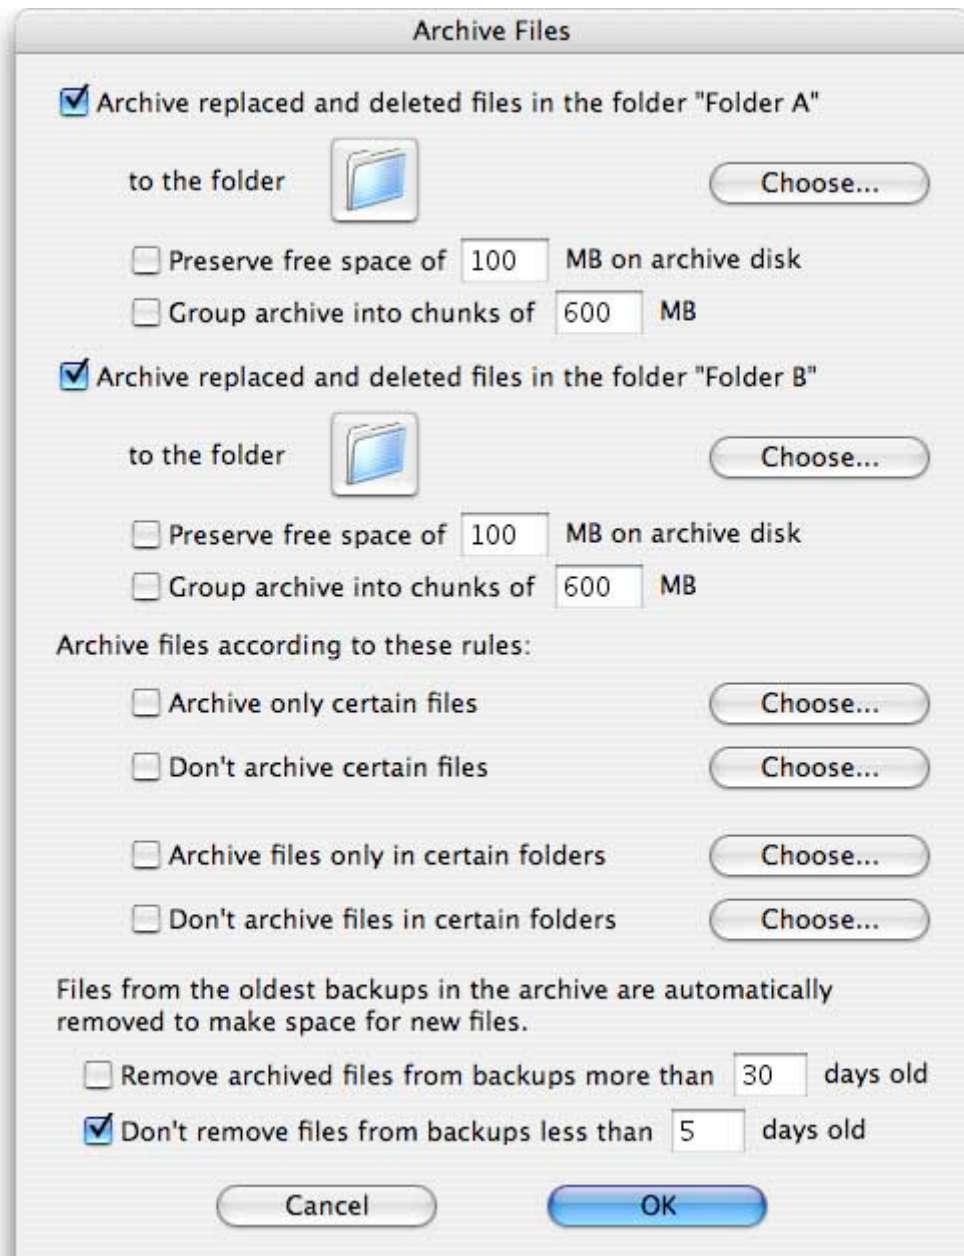 Archive Files
Archive replaced and deleted files in the folder "Folder A"
to the folder
Choose...
Preserve free space of 100 MB on archive disk
Group archive into chunks of 600 MB
Archive replaced and deleted files in the folder "Folder B"
to the folder
Choose...
Preserve free space of 100 MB on archive disk
Group archive into chunks of 600 MB
Archive files according to these rules:
Archive only certain files Choose...
Don't archive certain files Choose...
Archive files only in certain folders Choose...
Don't archive files in certain folders Choose...
Files from the oldest backups in the archive are automatically
removed to make space for new files.
Remove archived files from backups more than 30 days old
Don't remove files from backups less than 5 days old
Cancel OK